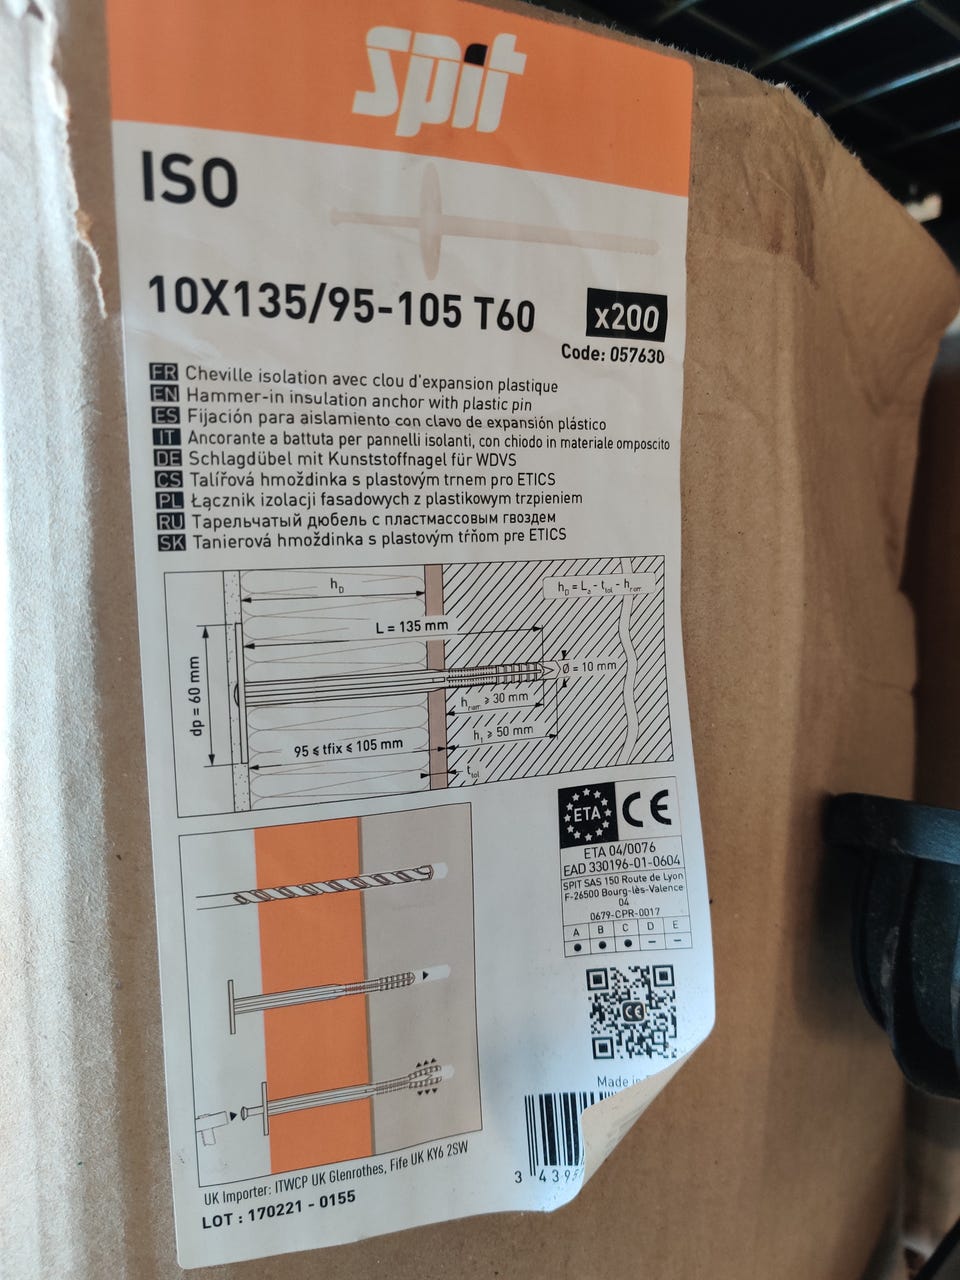 spit
ISO
10X135/95-105 T60
x200
Code: 057630
FR Cheville isolation avec clou d'expansion plastique
EN Hammer-in insulation anchor with plastic pin
ES Fijación para aislamiento con clavo de expansión plástico
IT Ancorante a battuta per pannelli isolanti, con chiodo in materiale omposcito
DE Schlagdübel mit Kunststoffnagel für WDVS
CS Talířová hmoždinka s plastovým trnem pro ETICS
PL Łącznik izolacji fasadowych z plastikowym trzpieniem
RU Тарельчатый дюбель с пластмассовым гвоздем
SK Tanierová hmoždinka s plastovým tŕňom pre ETICS
hD
hD = La - ttol - hnom
L = 135 mm
dp = 60 mm
Ø = 10 mm
hnom ≥ 30 mm
h1 ≥ 50 mm
95 ≤ tfix ≤ 105 mm
ttol
ETA CE
ETA 04/0076
EAD 330196-01-0604
SPIT SAS 150 Route de Lyon
F-26500 Bourg-lès-Valence
04
0679-CPR-0017
A B C D E
● ● ● – –
CE
Made in
3 439
UK Importer: ITWCP UK Glenrothes, Fife UK KY6 2SW
LOT : 170221 - 0155